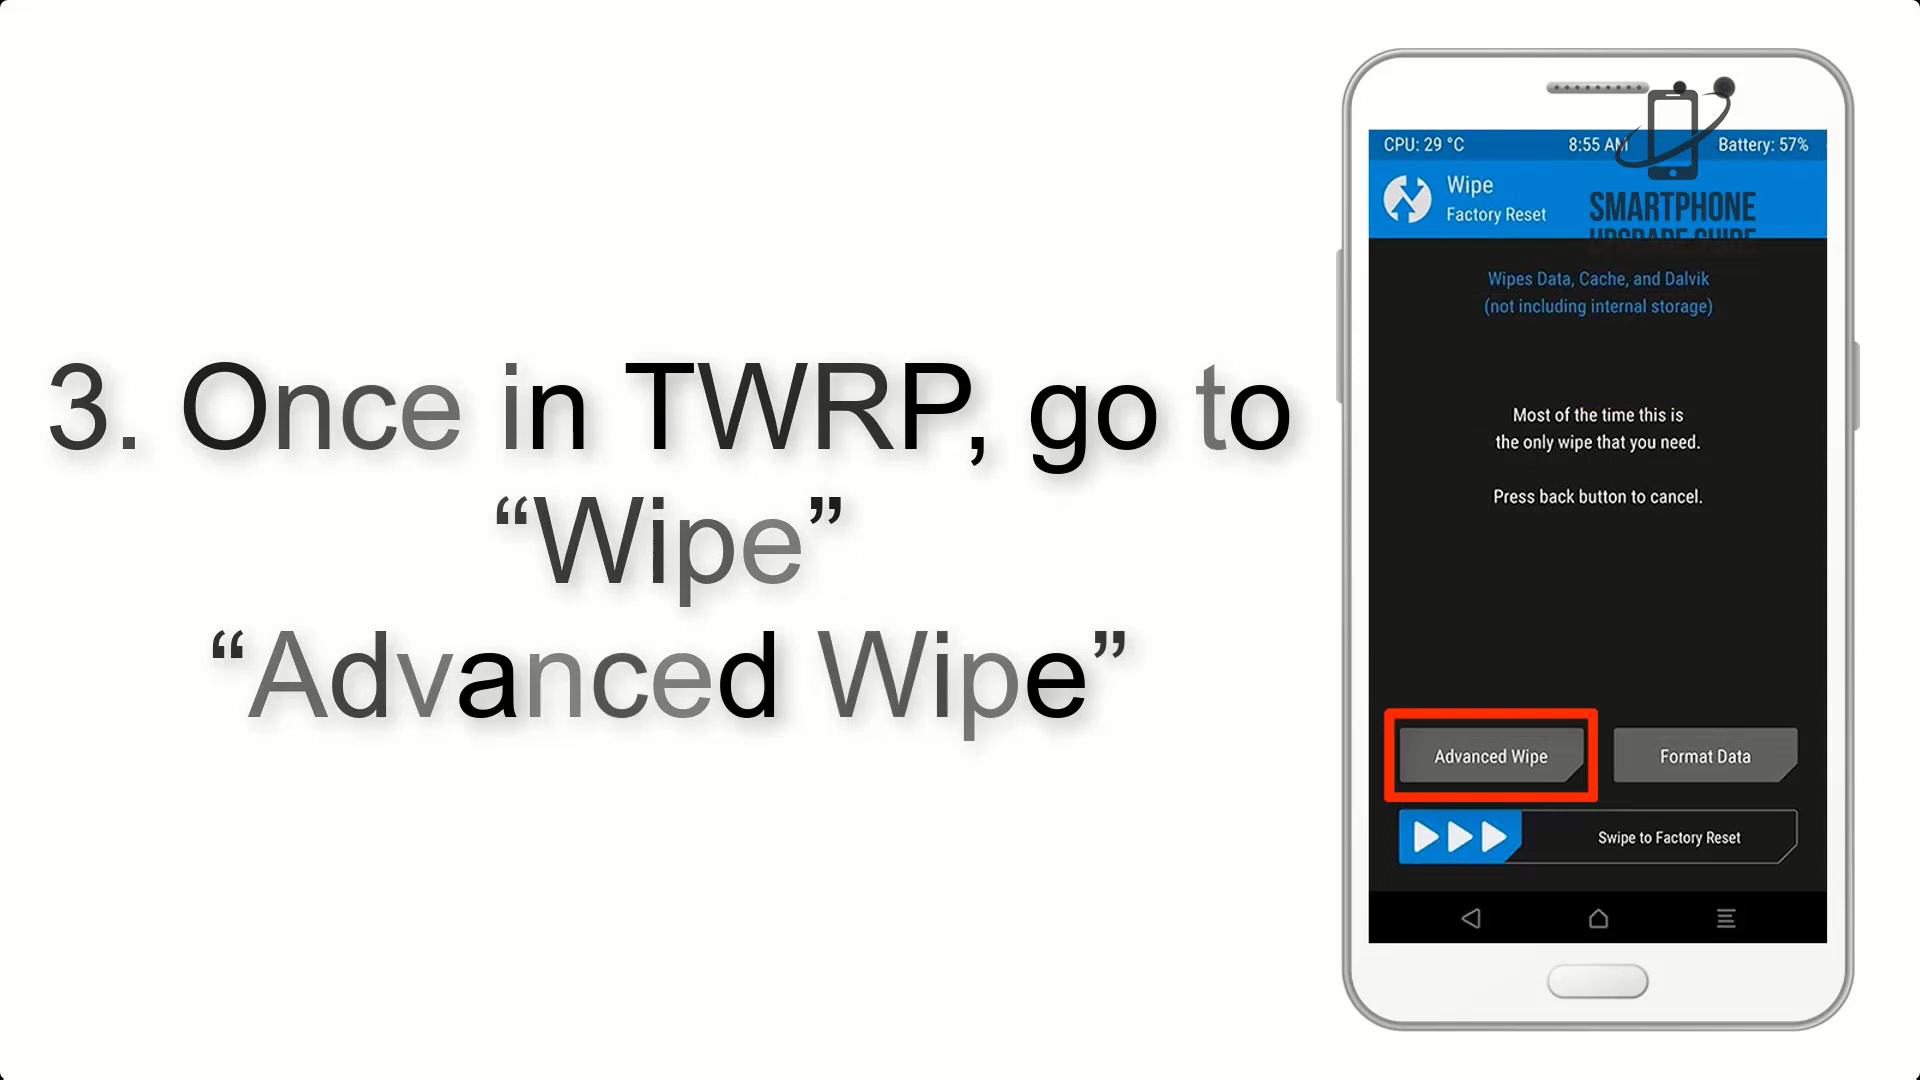 3. Once in TWRP, go to
“Wipe”
“Advanced Wipe”
CPU: 29 °C
8:55 AM
Battery: 57%
Wipe
Factory Reset
SMARTPHONE
UPGRADE GUIDE
Wipes Data, Cache, and Dalvik
(not including internal storage)
Most of the time this is
the only wipe that you need.
Press back button to cancel.
Advanced Wipe
Format Data
Swipe to Factory Reset